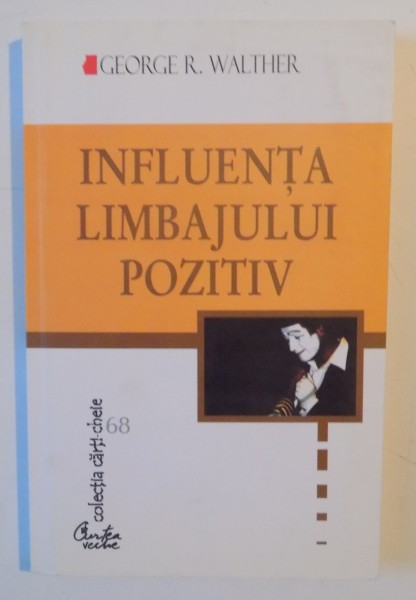 GEORGE R. WALTHER
INFLUENȚA
LIMBAJULUI
POZITIV
colecția cărți-cheie
68
Curtea
veche